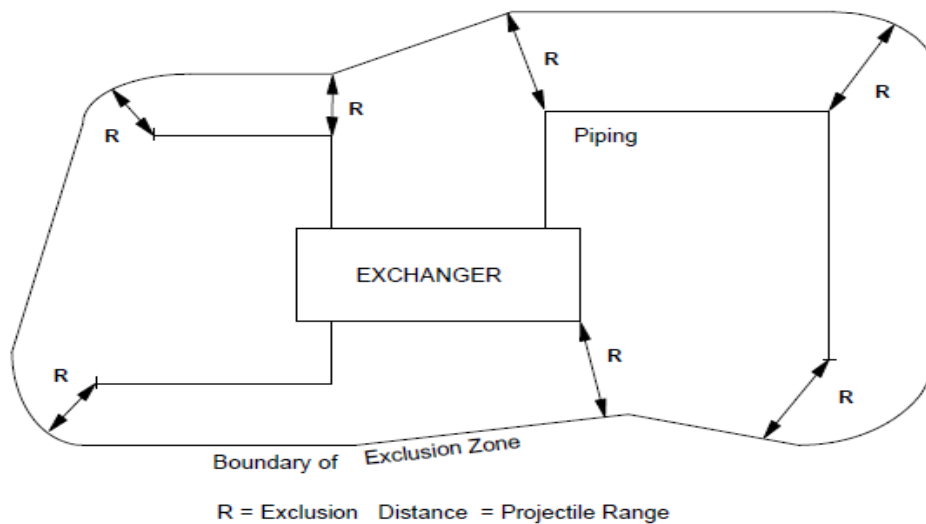 R
R
R
R
Piping
EXCHANGER
R
R
R
Boundary of Exclusion Zone
R = Exclusion Distance = Projectile Range